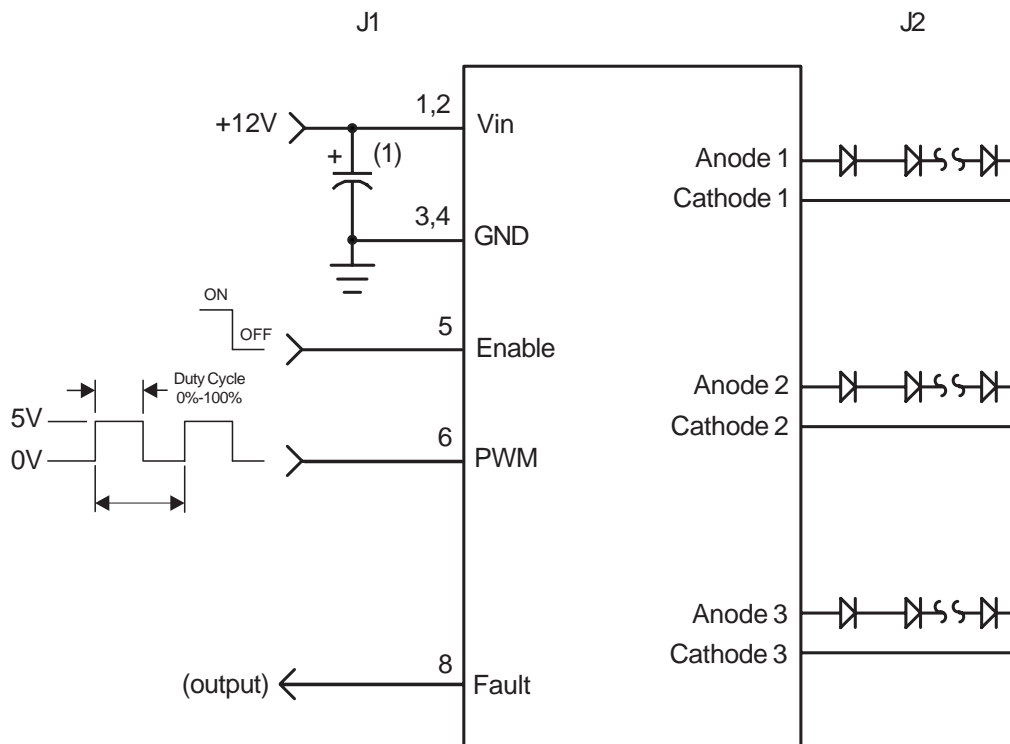 J1
J2
1,2
+12V
Vin
+
(1)
Anode 1
Cathode 1
3,4
GND
ON
OFF
5
Enable
Duty Cycle
0%-100%
Anode 2
5V
Cathode 2
6
0V
PWM
Anode 3
Cathode 3
8
(output)
Fault